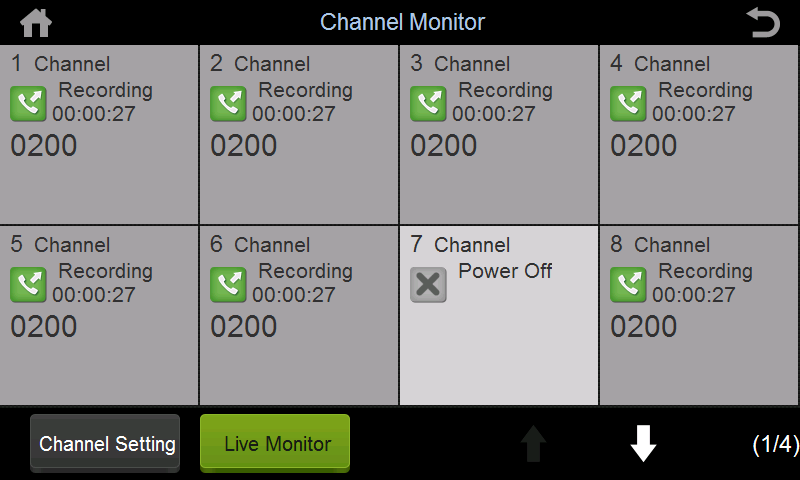 Channel Monitor
1 Channel
Recording
00:00:27
0200
2 Channel
Recording
00:00:27
0200
3 Channel
Recording
00:00:27
0200
4 Channel
Recording
00:00:27
0200
5 Channel
Recording
00:00:27
0200
6 Channel
Recording
00:00:27
0200
7 Channel
Power Off
8 Channel
Recording
00:00:27
0200
Channel Setting
Live Monitor
(1/4)